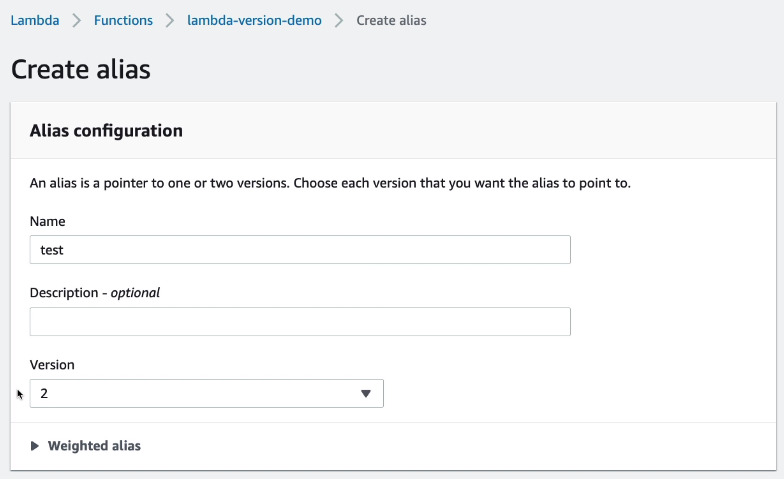 Lambda > Functions > lambda-version-demo > Create alias
Create alias
Alias configuration
An alias is a pointer to one or two versions. Choose each version that you want the alias to point to.
Name
test
Description - optional
Version
2
Weighted alias